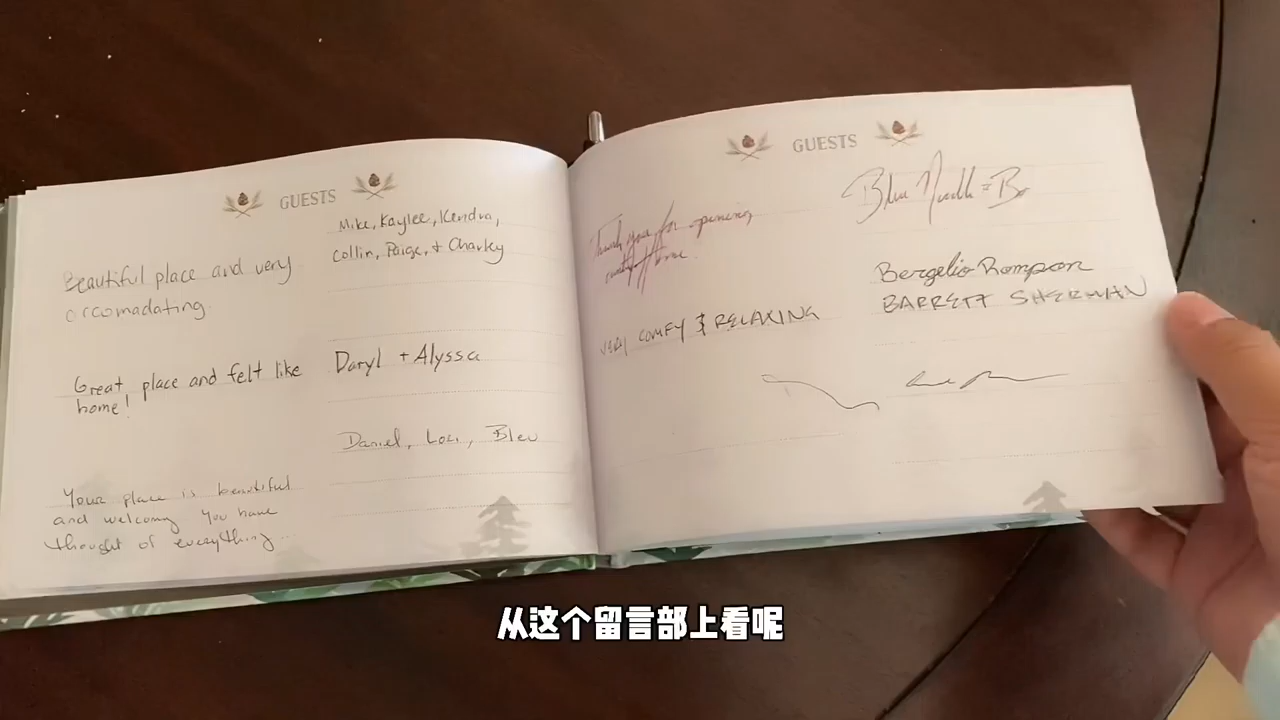 GUESTS
Mike, Kaylee, Kendra,
Collin, Paige, + Charky
Beautiful place and very
accomadating
Great place and felt like
home!
Daryl + Alyssa
Daniel, Lori, Bleu
Your place is beautiful
and welcoming You have
thought of everything...
GUESTS
Thank you for opening
Bergelio Rompon
BARRETT SHERMAN
VERY COMFY & RELAXING
从这个留言部上看呢